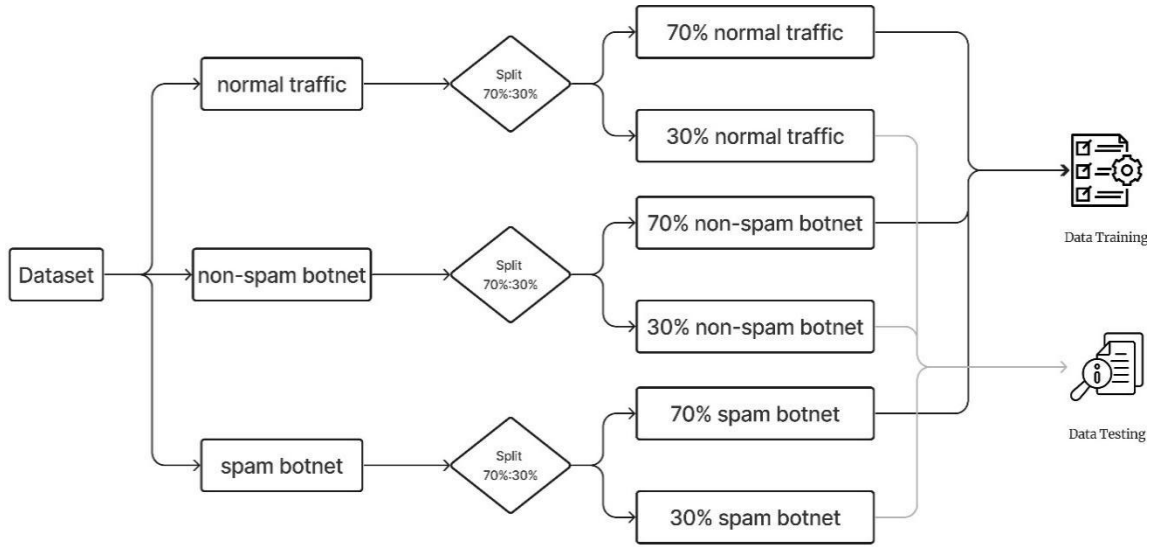 70% normal traffic
normal traffic
Split
70%:30%
30% normal traffic
70% non-spam botnet
Data Training
Dataset
non-spam botnet
Split
70%:30%
30% non-spam botnet
70% spam botnet
Data Testing
spam botnet
Split
70%:30%
30% spam botnet